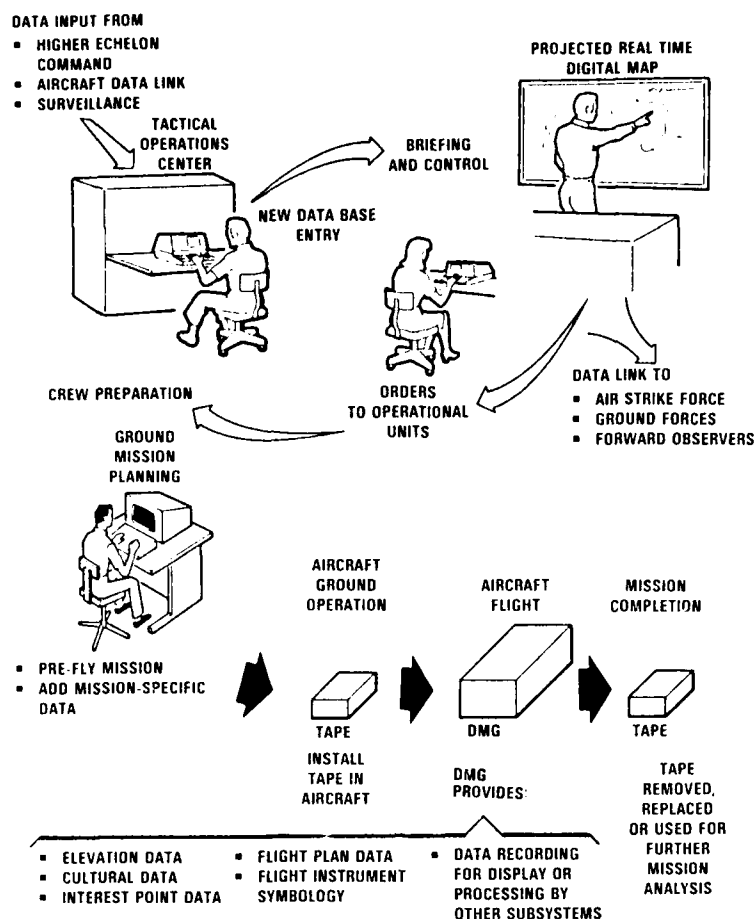 DATA INPUT FROM
▪ HIGHER ECHELON
COMMAND
▪ AIRCRAFT DATA LINK
▪ SURVEILLANCE
TACTICAL
OPERATIONS
CENTER
NEW DATA BASE
ENTRY
BRIEFING
AND CONTROL
PROJECTED REAL TIME
DIGITAL MAP
DATA LINK TO
▪ AIR STRIKE FORCE
▪ GROUND FORCES
▪ FORWARD OBSERVERS
ORDERS
TO OPERATIONAL
UNITS
CREW PREPARATION
GROUND
MISSION
PLANNING
▪ PRE-FLY MISSION
▪ ADD MISSION-SPECIFIC
DATA
AIRCRAFT
GROUND
OPERATION
TAPE
INSTALL
TAPE IN
AIRCRAFT
AIRCRAFT
FLIGHT
DMG
DMG
PROVIDES:
MISSION
COMPLETION
TAPE
TAPE
REMOVED,
REPLACED
OR USED FOR
FURTHER
MISSION
ANALYSIS
▪ ELEVATION DATA
▪ CULTURAL DATA
▪ INTEREST POINT DATA
▪ FLIGHT PLAN DATA
▪ FLIGHT INSTRUMENT
SYMBOLOGY
▪ DATA RECORDING
FOR DISPLAY OR
PROCESSING BY
OTHER SUBSYSTEMS